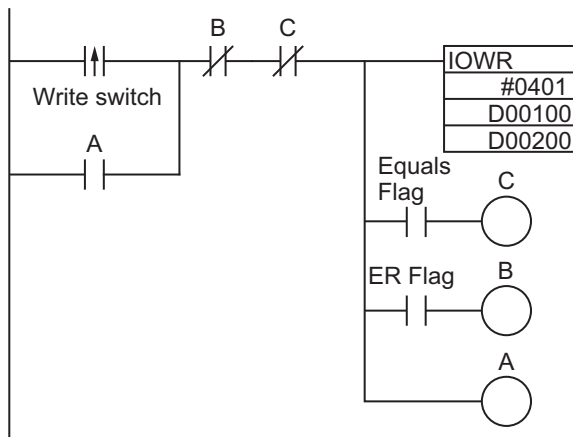 B
C
IOWR
#0401
D00100
D00200
Write switch
A
Equals
Flag
C
ER Flag
B
A